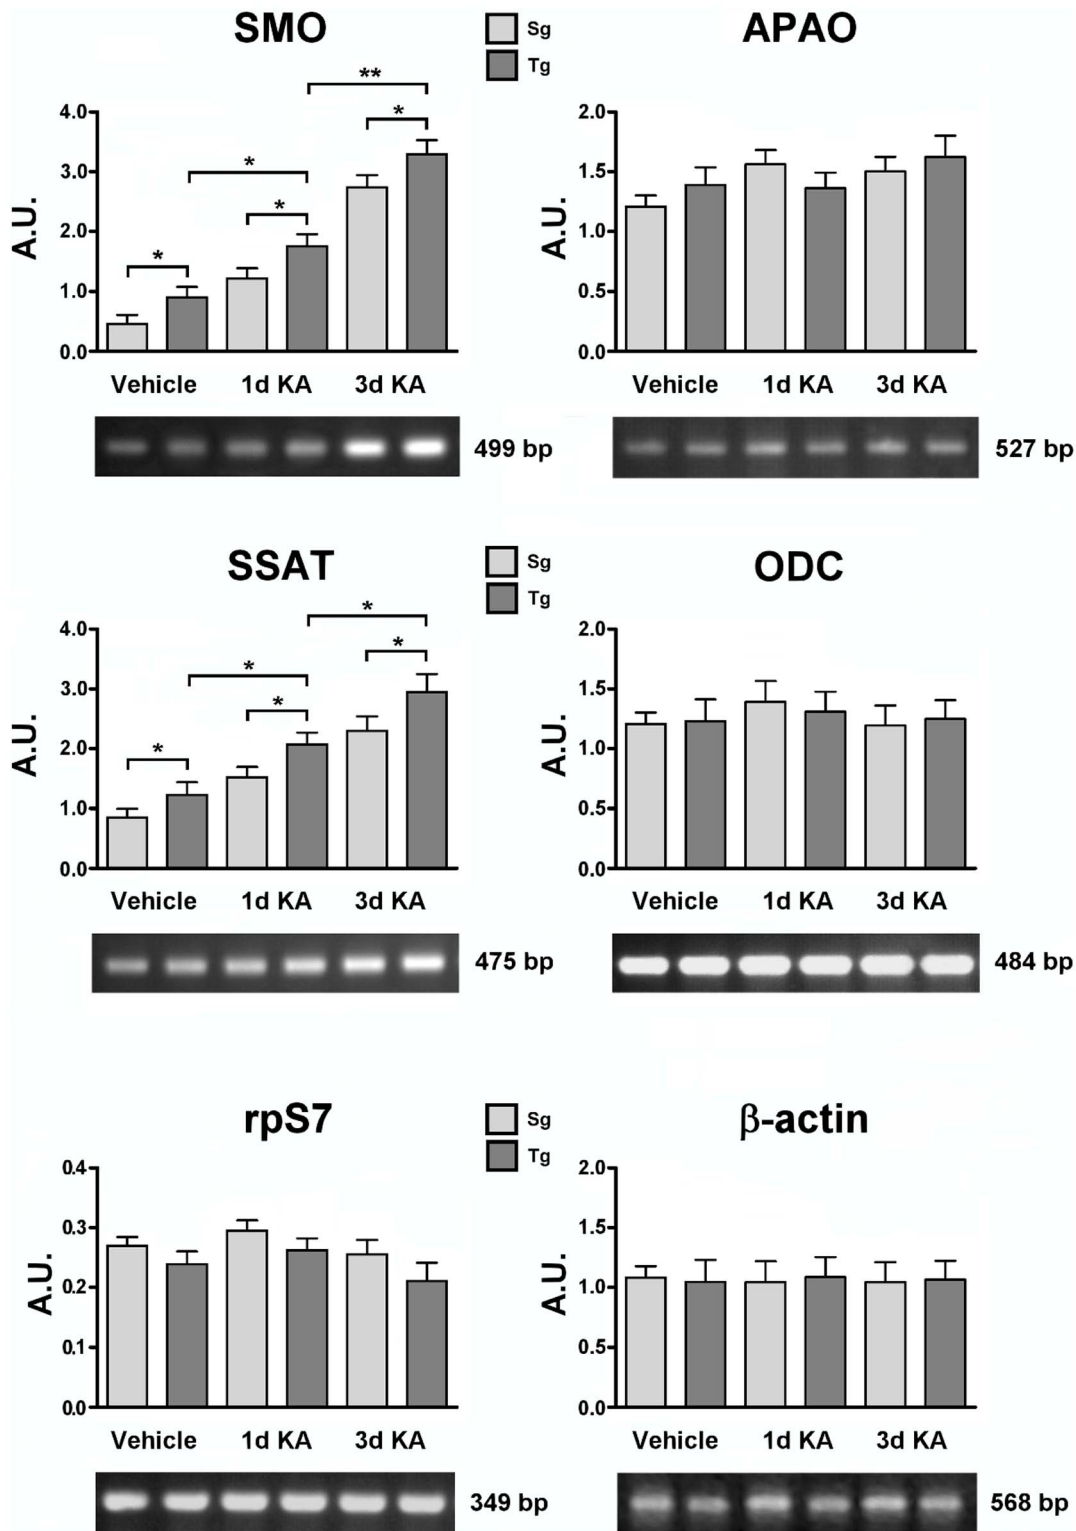 SMO
Sg
Tg
APAO
**
*
*
*
*
4.0
3.0
2.0
1.0
0.0
A.U.
Vehicle 1d KA 3d KA
499 bp
2.0
1.5
1.0
0.5
0.0
A.U.
Vehicle 1d KA 3d KA
527 bp
SSAT
Sg
Tg
ODC
*
*
*
*
*
4.0
3.0
2.0
1.0
0.0
A.U.
Vehicle 1d KA 3d KA
475 bp
2.0
1.5
1.0
0.5
0.0
A.U.
Vehicle 1d KA 3d KA
484 bp
rpS7
Sg
Tg
β-actin
0.4
0.3
0.2
0.1
0.0
A.U.
Vehicle 1d KA 3d KA
349 bp
2.0
1.5
1.0
0.5
0.0
A.U.
Vehicle 1d KA 3d KA
568 bp